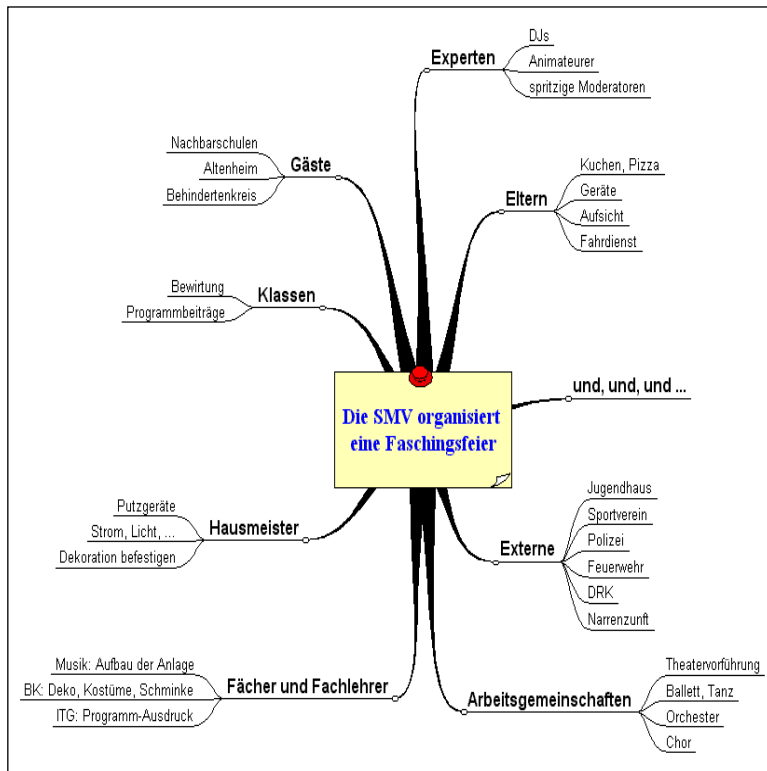 Experten
DJs
Animateurer
spritzige Moderatoren
Gäste
Nachbarschulen
Altenheim
Behindertenkreis
Eltern
Kuchen, Pizza
Geräte
Aufsicht
Fahrdienst
Klassen
Bewirtung
Programmbeiträge
und, und, und ...
Die SMV organisiert
eine Faschingsfeier
Hausmeister
Putzgeräte
Strom, Licht, ...
Dekoration befestigen
Externe
Jugendhaus
Sportverein
Polizei
Feuerwehr
DRK
Narrenzunft
Fächer und Fachlehrer
Musik: Aufbau der Anlage
BK: Deko, Kostüme, Schminke
ITG: Programm-Ausdruck
Arbeitsgemeinschaften
Theatervorführung
Ballett, Tanz
Orchester
Chor